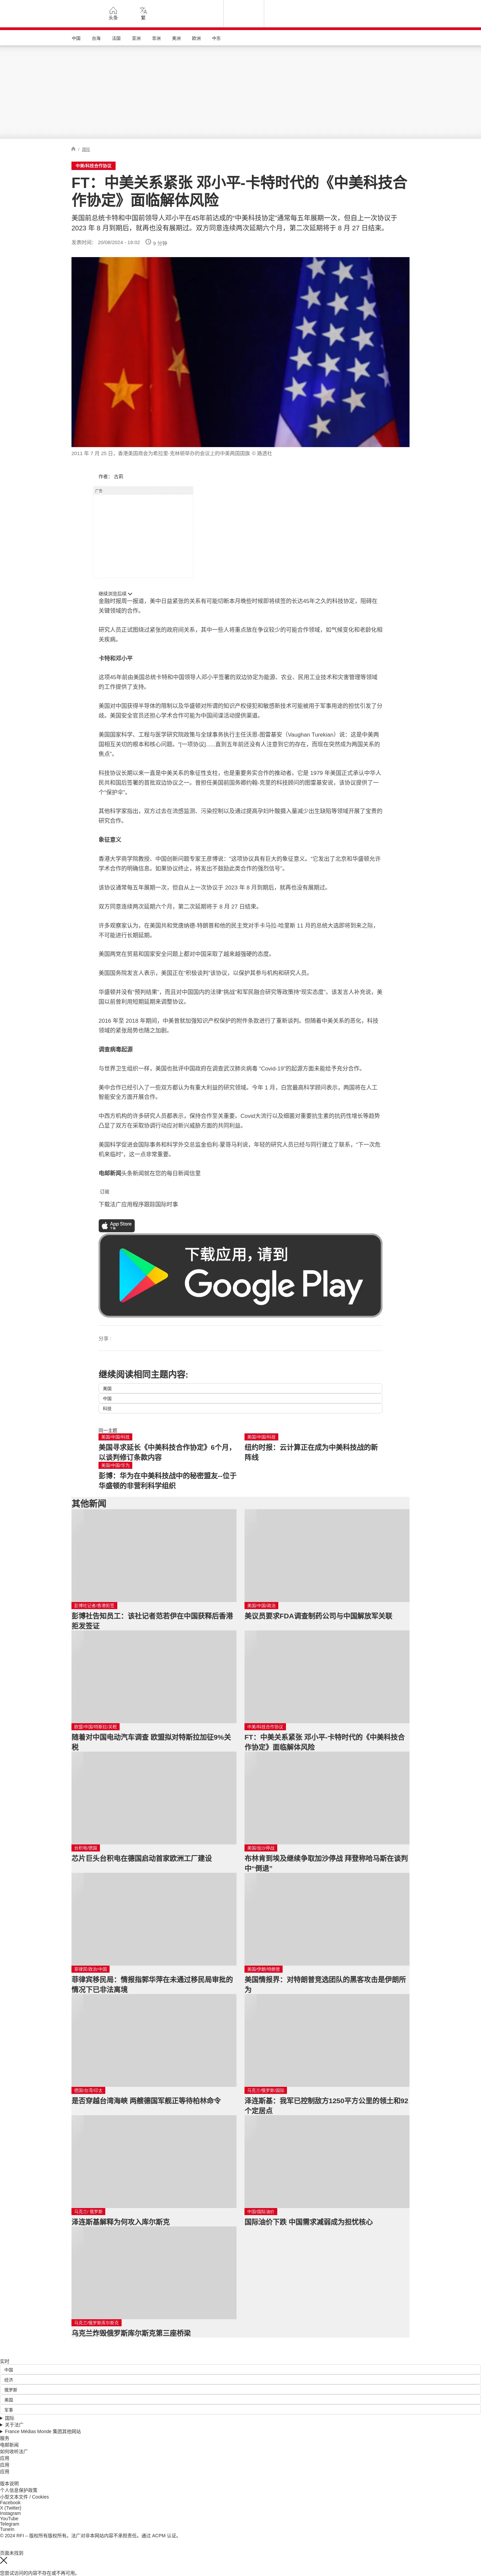 头条
繁
中国
台海
法国
亚洲
非洲
美洲
欧洲
中东
/ 国际
中美/科技合作协议
FT：中美关系紧张 邓小平-卡特时代的《中美科技合
作协定》面临解体风险
美国前总统卡特和中国前领导人邓小平在45年前达成的“中美科技协定”通常每五年展期一次，但自上一次协议于
2023 年 8 月到期后，就再也没有展期过。双方同意连续两次延期六个月，第二次延期将于 8 月 27 日结束。
发表时间： 20/08/2024 - 18:02
9 分钟
2011 年 7 月 25 日，香港美国商会为希拉里·克林顿举办的会议上的中美两国国旗 © 路透社
作者： 古莉
广告
继续浏览后续
金融时报周一报道，美中日益紧张的关系有可能切断本月晚些时候即将续签的长达45年之久的科技协定，阻碍在
关键领域的合作。
研究人员正试图绕过紧张的政府间关系，其中一些人将重点放在争议较少的可能合作领域，如气候变化和老龄化相
关疾病。
卡特和邓小平
这项45年前由美国总统卡特和中国领导人邓小平签署的双边协定为能源、农业、民用工业技术和灾害管理等领域
的工作提供了支持。
美国对中国获得半导体的限制以及华盛顿对所谓的知识产权侵犯和敏感新技术可能被用于军事用途的担忧引发了分
歧。美国安全官员还担心学术合作可能为中国间谍活动提供渠道。
美国国家科学、工程与医学研究院政策与全球事务执行主任沃恩·图雷基安（Vaughan Turekian）说：这是中美两
国相互关切的根本和核心问题。“[一项协议]……直到五年前还没有人注意到它的存在，而现在突然成为两国关系的
焦点”。
科技协议长期以来一直是中美关系的象征性支柱，也是重要务实合作的推动者。它是 1979 年美国正式承认中华人
民共和国后签署的首批双边协议之一。曾担任美国前国务卿约翰·克里的科技顾问的图雷基安说，该协议提供了一
个“保护伞”。
其他科学家指出，双方过去在流感监测、污染控制以及通过提高孕妇叶酸摄入量减少出生缺陷等领域开展了宝贵的
研究合作。
象征意义
香港大学商学院教授、中国创新问题专家王彦博说：“这项协议具有巨大的象征意义。”它发出了北京和华盛顿允许
学术合作的明确信息。如果协议终止，将发出不鼓励此类合作的强烈信号”。
该协议通常每五年展期一次，但自从上一次协议于 2023 年 8 月到期后，就再也没有展期过。
双方同意连续两次延期六个月，第二次延期将于 8 月 27 日结束。
许多观察家认为，在美国共和党唐纳德·特朗普和他的民主党对手卡马拉·哈里斯 11 月的总统大选即将到来之际，
不可能进行长期延期。
美国两党在贸易和国家安全问题上都对中国采取了越来越强硬的态度。
美国国务院发言人表示，美国正在“积极谈判”该协议，以保护其参与机构和研究人员。
华盛顿并没有“预判结果”，而且对中国国内的法律“挑战”和军民融合研究等政策持“现实态度”。该发言人补充说，美
国以前曾利用短期延期来调整协议。
2016 年至 2018 年期间，中美曾就加强知识产权保护的附件条款进行了重新谈判。但随着中美关系的恶化，科技
领域的紧张局势也随之加剧。
调查病毒起源
与世界卫生组织一样，美国也批评中国政府在调查武汉肺炎病毒 "Covid-19"的起源方面未能给予充分合作。
美中合作已经引入了一些双方都认为有重大利益的研究领域。今年 1 月，白宫最高科学顾问表示，两国将在人工
智能安全方面开展合作。
中西方机构的许多研究人员都表示，保持合作至关重要。Covid大流行以及细菌对重要抗生素的抗药性增长等趋势
凸显了双方在采取协调行动应对新兴威胁方面的共同利益。
美国科学促进会国际事务和科学外交总监金伯利·蒙哥马利说，年轻的研究人员已经与同行建立了联系，“下一次危
机来临时”，这一点非常重要。
电邮新闻头条新闻就在您的每日新闻信里
订阅
下载法广应用程序跟踪国际时事
App Store
下载
下载应用，请到
Google Play
分享 :
继续阅读相同主题内容:
美国
中国
科技
同一主题
美国/中国/科技
美国寻求延长《中美科技合作协定》6个月，
以谈判修订条款内容
美国/中国/科技
纽约时报：云计算正在成为中美科技战的新
阵线
美国/中国/华为
彭博：华为在中美科技战中的秘密盟友--位于
华盛顿的非营利科学组织
其他新闻
彭博社记者/香港拒签
彭博社告知员工：该社记者范若伊在中国获释后香港
拒发签证
美国/中国/政治
美议员要求FDA调查制药公司与中国解放军关联
欧盟/中国/特斯拉/关税
随着对中国电动汽车调查 欧盟拟对特斯拉加征9%关
税
中美/科技合作协议
FT：中美关系紧张 邓小平-卡特时代的《中美科技合
作协定》面临解体风险
台积电/德国
芯片巨头台积电在德国启动首家欧洲工厂建设
美国/加沙停战
布林肯到埃及继续争取加沙停战 拜登称哈马斯在谈判
中“倒退”
菲律宾/政治/中国
菲律宾移民局：情报指郭华萍在未通过移民局审批的
情况下已非法离境
美国/伊朗/特朗普
美国情报界：对特朗普竞选团队的黑客攻击是伊朗所
为
德国/台湾/印太
是否穿越台湾海峡 两艘德国军舰正等待柏林命令
乌克兰/俄罗斯/国际
泽连斯基：我军已控制敌方1250平方公里的领土和92
个定居点
乌克兰/ 俄罗斯
泽连斯基解释为何攻入库尔斯克
中国/国际油价
国际油价下跌 中国需求减弱成为担忧核心
乌克兰/俄罗斯库尔斯克
乌克兰炸毁俄罗斯库尔斯克第三座桥梁
实时
中国
经济
俄罗斯
美国
军事
国际
关于法广
France Médias Monde 集团其他网站
服务
电邮新闻
如何收听法广
应用
应用
应用
版本说明
个人信息保护政策
小型文本文件 / Cookies
Facebook
X (Twitter)
Instagram
YouTube
Telegram
TuneIn
© 2024 RFI – 版权所有版权所有。法广对非本网站内容不承担责任。通过 ACPM 认证。
页面未找到
您尝试访问的内容不存在或不再可用。